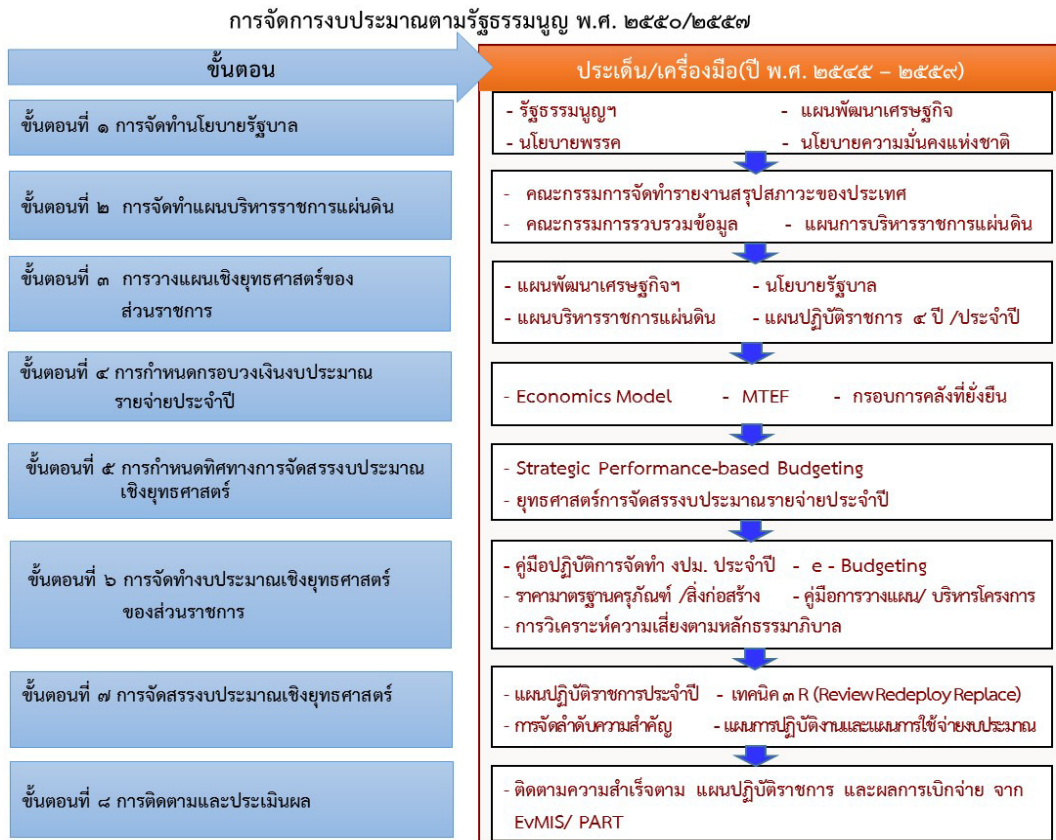 การจัดการงบประมาณตามรัฐธรรมนูญ พ.ศ. ๒๕๕๐/๒๕๕๗
ขั้นตอน
ประเด็น/เครื่องมือ(ปี พ.ศ. ๒๕๔๕ – ๒๕๕๙)
ขั้นตอนที่ ๑ การจัดทำนโยบายรัฐบาล
- รัฐธรรมนูญฯ - แผนพัฒนาเศรษฐกิจ
- นโยบายพรรค - นโยบายความมั่นคงแห่งชาติ
ขั้นตอนที่ ๒ การจัดทำแผนบริหารราชการแผ่นดิน
- คณะกรรมการจัดทำรายงานสรุปสภาวะของประเทศ
- คณะกรรมการรวบรวมข้อมูล - แผนการบริหารราชการแผ่นดิน
ขั้นตอนที่ ๓ การวางแผนเชิงยุทธศาสตร์ของ
ส่วนราชการ
- แผนพัฒนาเศรษฐกิจฯ - นโยบายรัฐบาล
- แผนบริหารราชการแผ่นดิน - แผนปฏิบัติราชการ ๔ ปี /ประจำปี
ขั้นตอนที่ ๔ การกำหนดกรอบวงเงินงบประมาณ
รายจ่ายประจำปี
- Economics Model - MTEF - กรอบการคลังที่ยั่งยืน
ขั้นตอนที่ ๕ การกำหนดทิศทางการจัดสรรงบประมาณ
เชิงยุทธศาสตร์
- Strategic Performance-based Budgeting
- ยุทธศาสตร์การจัดสรรงบประมาณรายจ่ายประจำปี
ขั้นตอนที่ ๖ การจัดทำงบประมาณเชิงยุทธศาสตร์
ของส่วนราชการ
- คู่มือปฏิบัติการจัดทำ งปม. ประจำปี - e - Budgeting
- ราคามาตรฐานครุภัณฑ์ /สิ่งก่อสร้าง - คู่มือการวางแผน/ บริหารโครงการ
- การวิเคราะห์ความเสี่ยงตามหลักธรรมาภิบาล
ขั้นตอนที่ ๗ การจัดสรรงบประมาณเชิงยุทธศาสตร์
- แผนปฏิบัติราชการประจำปี - เทคนิค ๓ R (Review Redeploy Replace)
- การจัดลำดับความสำคัญ - แผนการปฏิบัติงานและแผนการใช้จ่ายงบประมาณ
ขั้นตอนที่ ๘ การติดตามและประเมินผล
- ติดตามความสำเร็จตาม แผนปฏิบัติราชการ และผลการเบิกจ่าย จาก
EvMIS/ PART